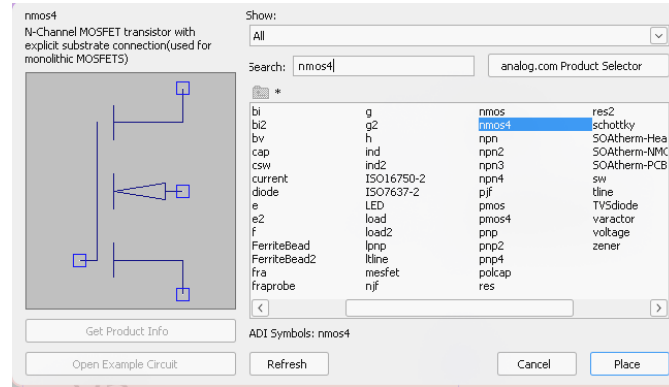 nmos4
N-Channel MOSFET transistor with
explicit substrate connection(used for
monolithic MOSFETS)
Show:
All
Search: nmos4
analog.com Product Selector
*
bi g nmos res2
bi2 g2 nmos4 schottky
bv h npn SOAtherm-Hea
cap ind npn2 SOAtherm-NMO
csw ind2 npn3 SOAtherm-PCB
current ISO16750-2 npn4 sw
diode ISO7637-2 pjf tline
e LED pmos TVSdiode
e2 load pmos4 varactor
f load2 pnp voltage
FerriteBead lpnp pnp2 zener
FerriteBead2 ltline pnp4
fra mesfet polcap
fraprobe njf res
Get Product Info
ADI Symbols: nmos4
Open Example Circuit
Refresh
Cancel
Place